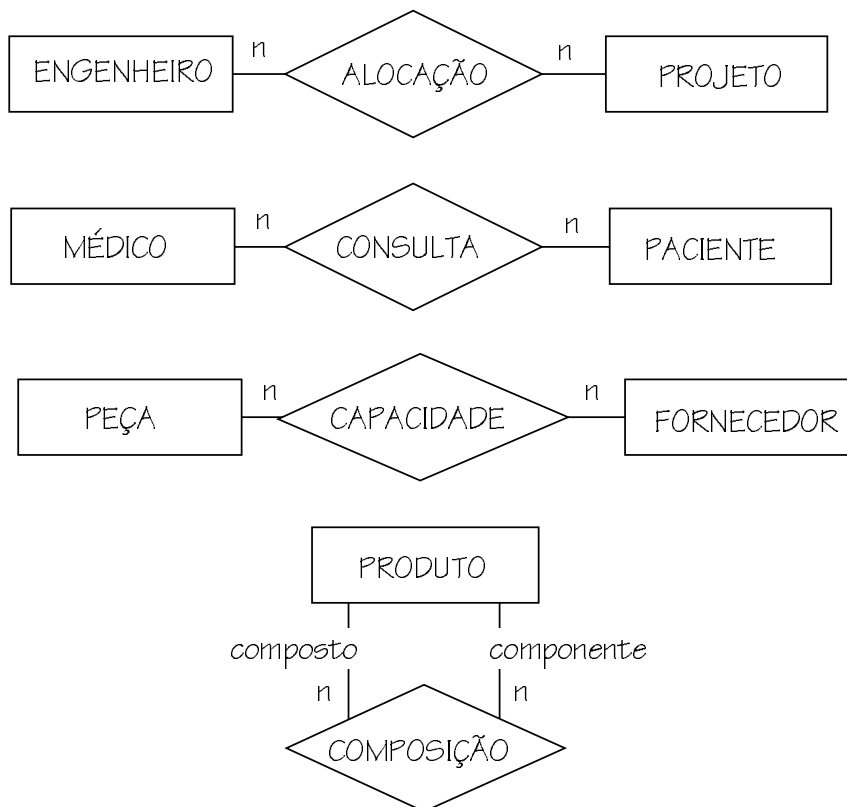 n n
ENGENHEIRO ALOCAÇÃO PROJETO
n n
MÉDICO CONSULTA PACIENTE
n n
PEÇA CAPACIDADE FORNECEDOR
PRODUTO
composto componente
n n
COMPOSIÇÃO